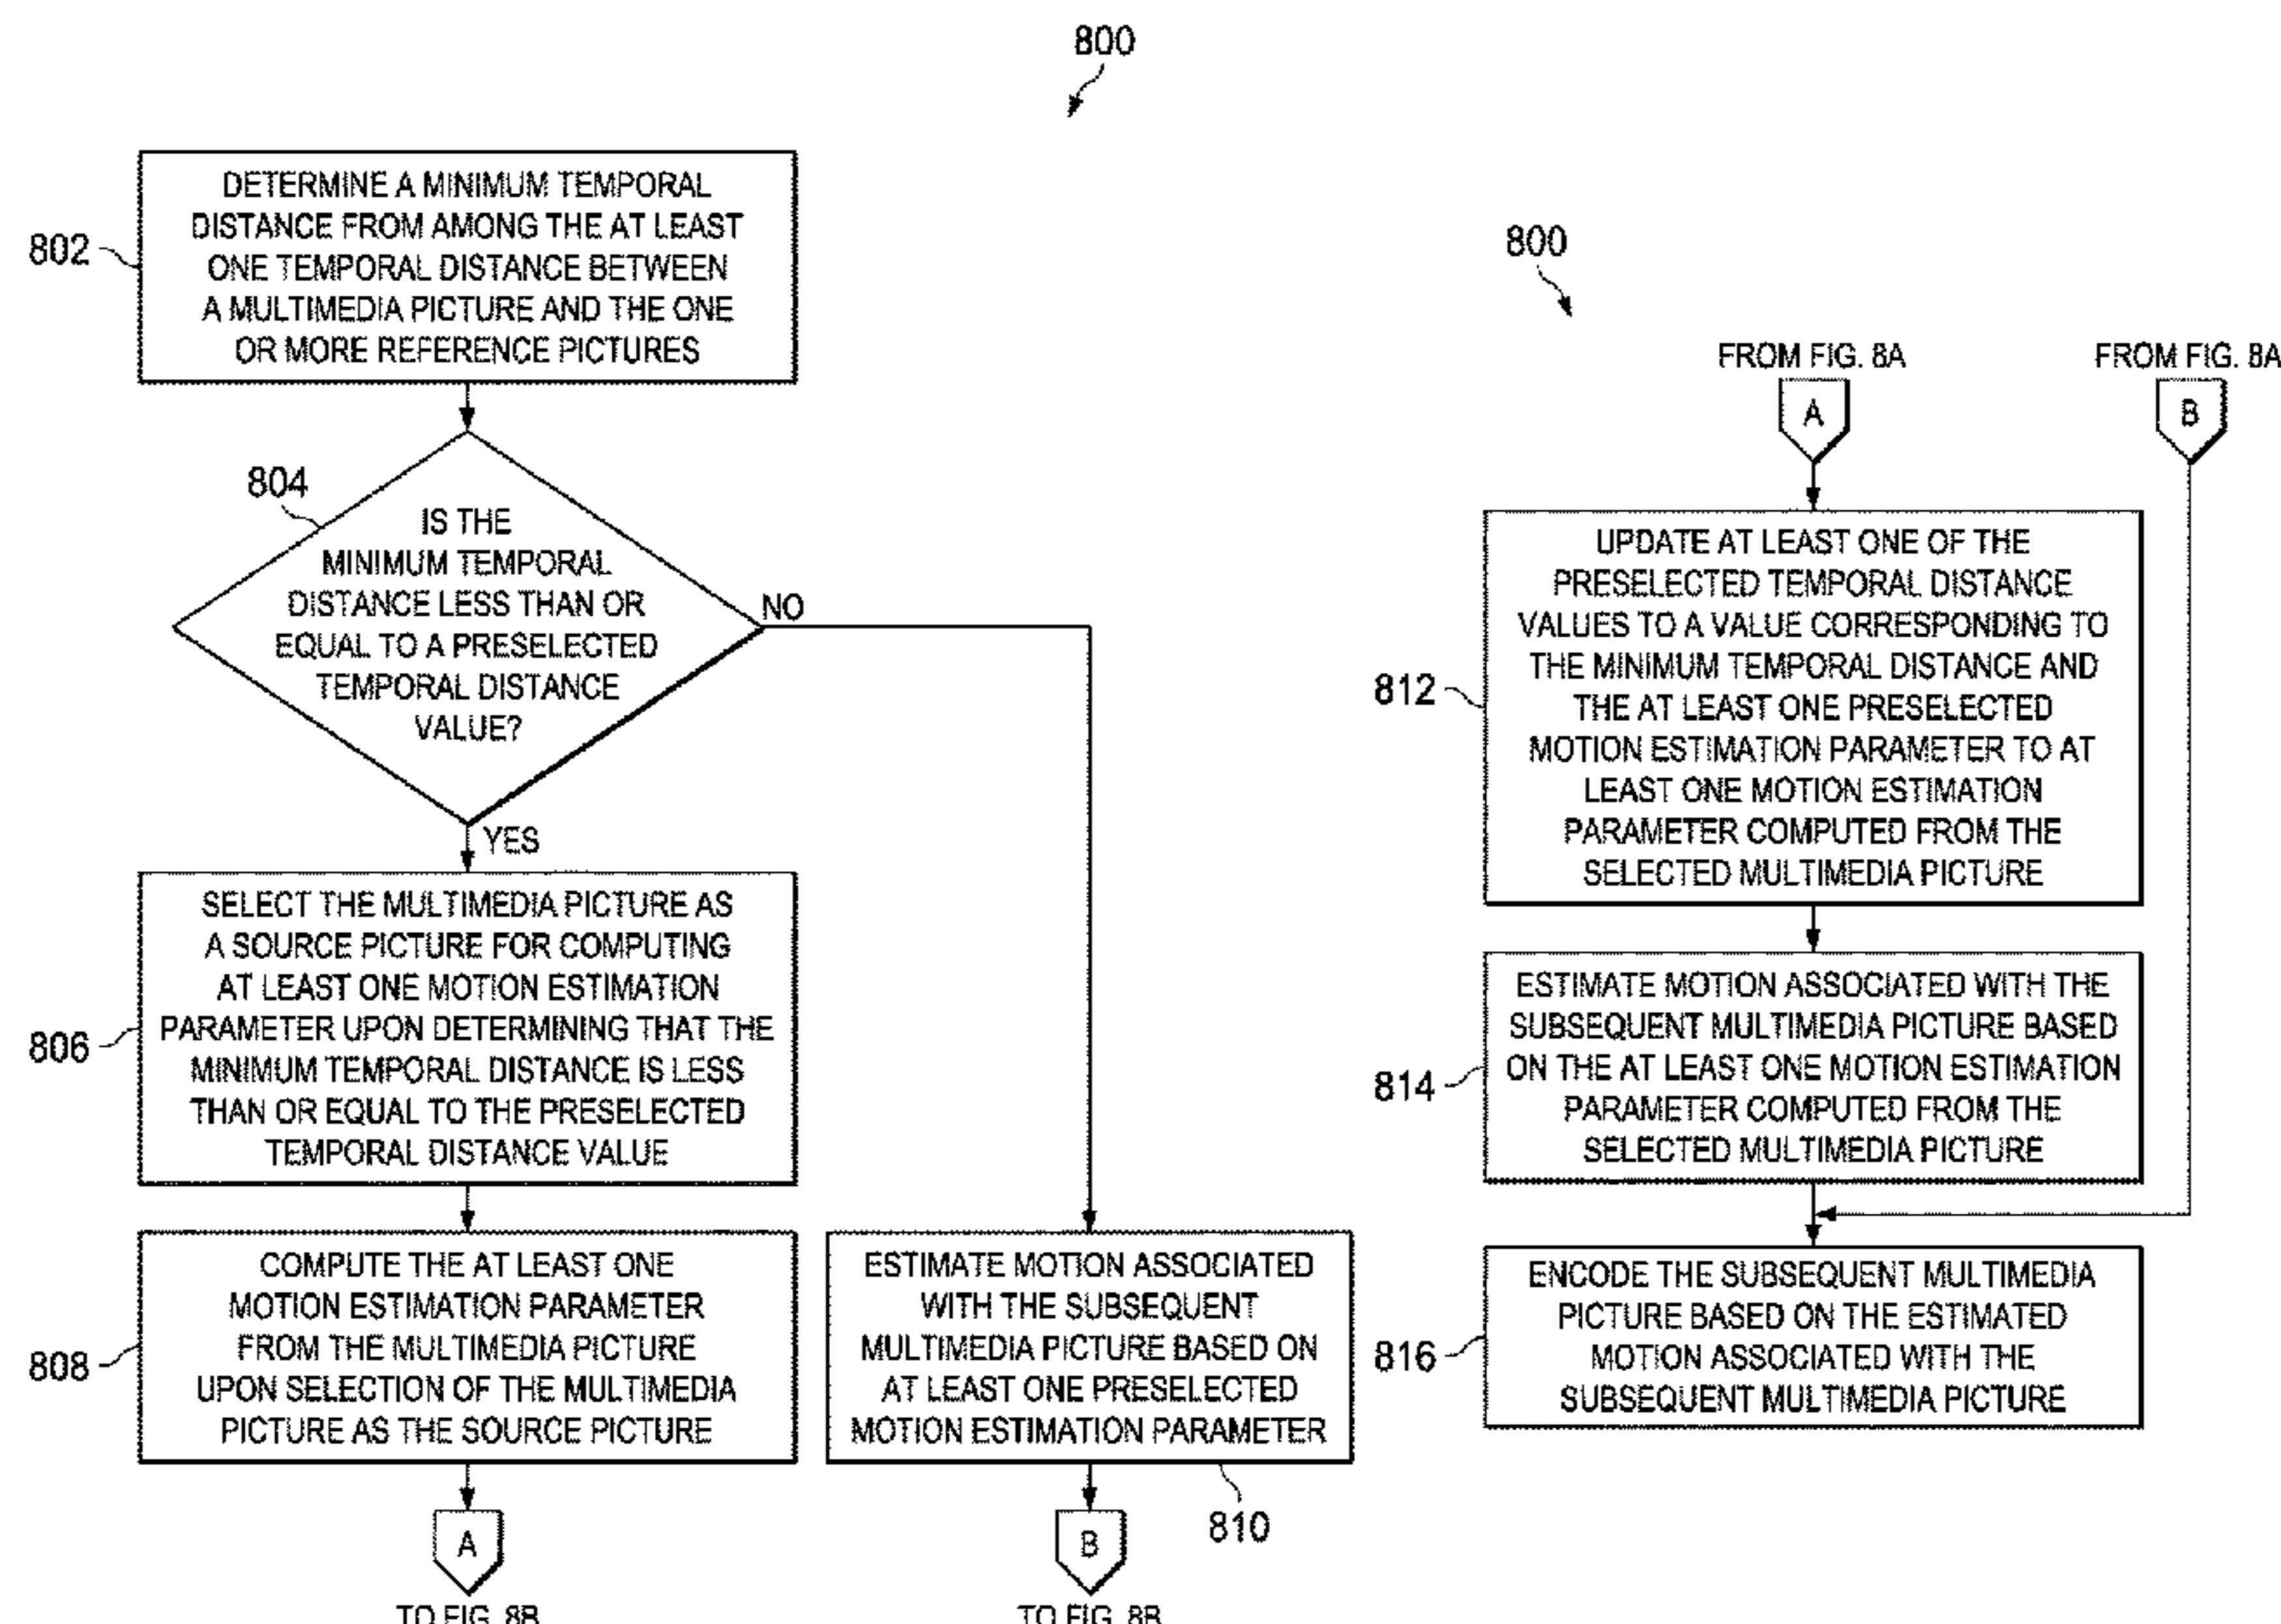 800
802
DETERMINE A MINIMUM TEMPORAL
DISTANCE FROM AMONG THE AT LEAST
ONE TEMPORAL DISTANCE BETWEEN
A MULTIMEDIA PICTURE AND THE ONE
OR MORE REFERENCE PICTURES
804
IS THE
MINIMUM TEMPORAL
DISTANCE LESS THAN OR
EQUAL TO A PRESELECTED
TEMPORAL DISTANCE
VALUE?
NO
YES
806
SELECT THE MULTIMEDIA PICTURE AS
A SOURCE PICTURE FOR COMPUTING
AT LEAST ONE MOTION ESTIMATION
PARAMETER UPON DETERMINING THAT THE
MINIMUM TEMPORAL DISTANCE IS LESS
THAN OR EQUAL TO THE PRESELECTED
TEMPORAL DISTANCE VALUE
808
COMPUTE THE AT LEAST ONE
MOTION ESTIMATION PARAMETER
FROM THE MULTIMEDIA PICTURE
UPON SELECTION OF THE MULTIMEDIA
PICTURE AS THE SOURCE PICTURE
A
TO FIG. 8B
ESTIMATE MOTION ASSOCIATED
WITH THE SUBSEQUENT
MULTIMEDIA PICTURE BASED ON
AT LEAST ONE PRESELECTED
MOTION ESTIMATION PARAMETER
810
B
TO FIG. 8B
800
FROM FIG. 8A
A
FROM FIG. 8A
B
812
UPDATE AT LEAST ONE OF THE
PRESELECTED TEMPORAL DISTANCE
VALUES TO A VALUE CORRESPONDING TO
THE MINIMUM TEMPORAL DISTANCE AND
THE AT LEAST ONE PRESELECTED
MOTION ESTIMATION PARAMETER TO AT
LEAST ONE MOTION ESTIMATION
PARAMETER COMPUTED FROM THE
SELECTED MULTIMEDIA PICTURE
814
ESTIMATE MOTION ASSOCIATED WITH THE
SUBSEQUENT MULTIMEDIA PICTURE BASED
ON THE AT LEAST ONE MOTION ESTIMATION
PARAMETER COMPUTED FROM THE
SELECTED MULTIMEDIA PICTURE
816
ENCODE THE SUBSEQUENT MULTIMEDIA
PICTURE BASED ON THE ESTIMATED
MOTION ASSOCIATED WITH THE
SUBSEQUENT MULTIMEDIA PICTURE